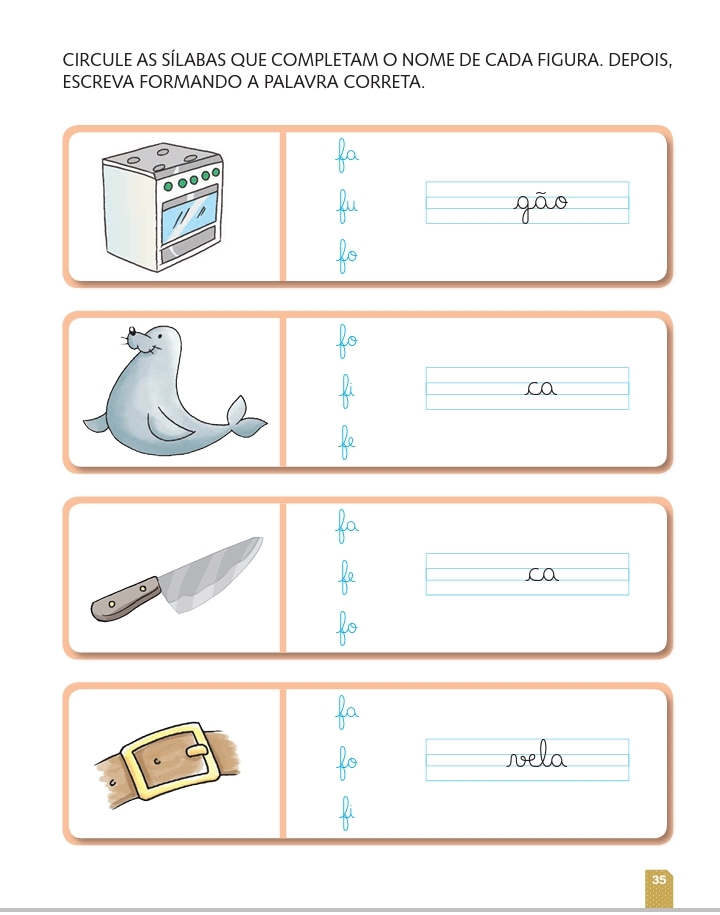 CIRCULE AS SÍLABAS QUE COMPLETAM O NOME DE CADA FIGURA. DEPOIS,
ESCREVA FORMANDO A PALAVRA CORRETA.
fa
fu
fo
gão
fo
fi
fe
ca
fa
fe
fo
ca
fa
fo
fi
vela
35